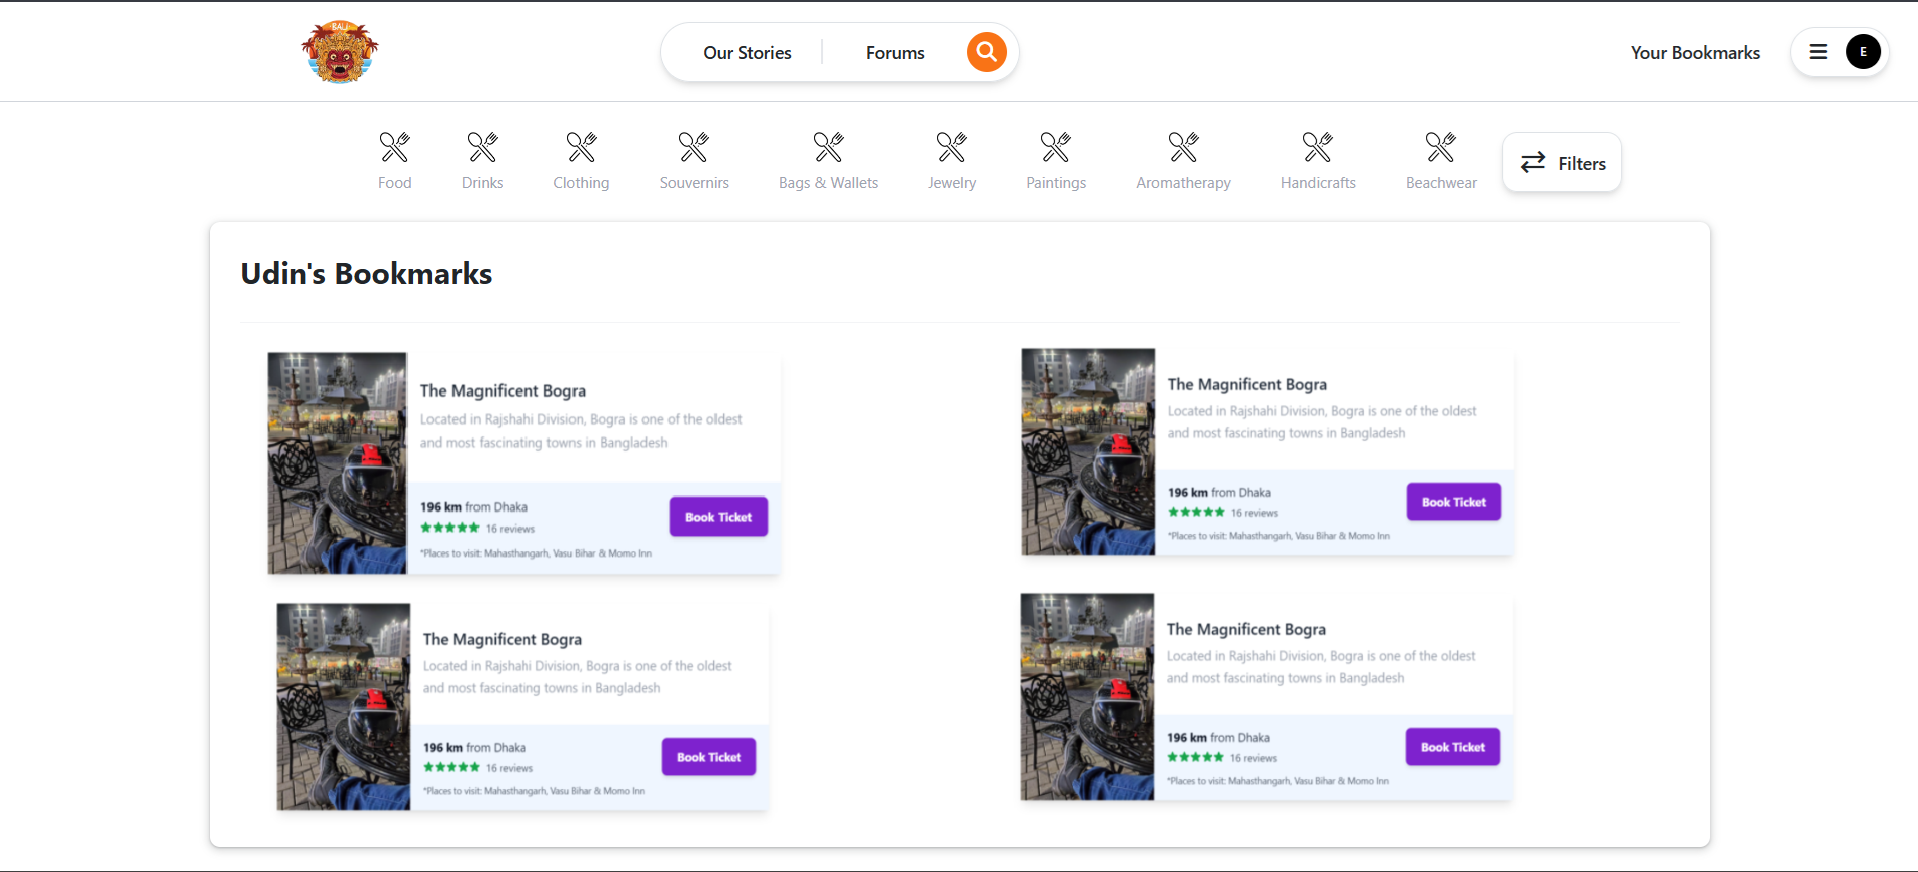 BALI
Our Stories
Forums
Your Bookmarks
E
Food
Drinks
Clothing
Souvernirs
Bags & Wallets
Jewelry
Paintings
Aromatherapy
Handicrafts
Beachwear
Filters
Udin's Bookmarks
The Magnificent Bogra
Located in Rajshahi Division, Bogra is one of the oldest
and most fascinating towns in Bangladesh
196 km from Dhaka
16 reviews
*Places to visit: Mahasthangarh, Vasu Bihar & Momo Inn
Book Ticket
The Magnificent Bogra
Located in Rajshahi Division, Bogra is one of the oldest
and most fascinating towns in Bangladesh
196 km from Dhaka
16 reviews
*Places to visit: Mahasthangarh, Vasu Bihar & Momo Inn
Book Ticket
The Magnificent Bogra
Located in Rajshahi Division, Bogra is one of the oldest
and most fascinating towns in Bangladesh
196 km from Dhaka
16 reviews
*Places to visit: Mahasthangarh, Vasu Bihar & Momo Inn
Book Ticket
The Magnificent Bogra
Located in Rajshahi Division, Bogra is one of the oldest
and most fascinating towns in Bangladesh
196 km from Dhaka
16 reviews
*Places to visit: Mahasthangarh, Vasu Bihar & Momo Inn
Book Ticket